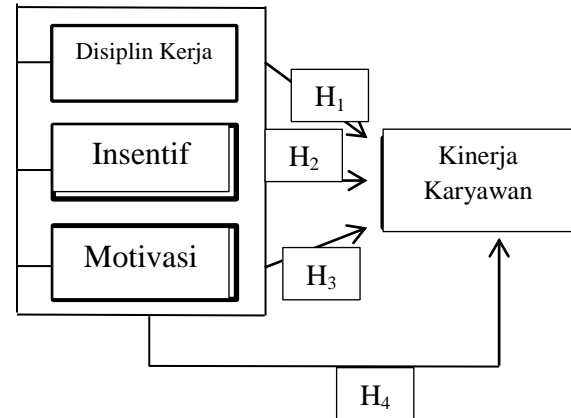 Disiplin Kerja
H₁
Insentif
H₂
Kinerja
Karyawan
Motivasi
H₃
H₄